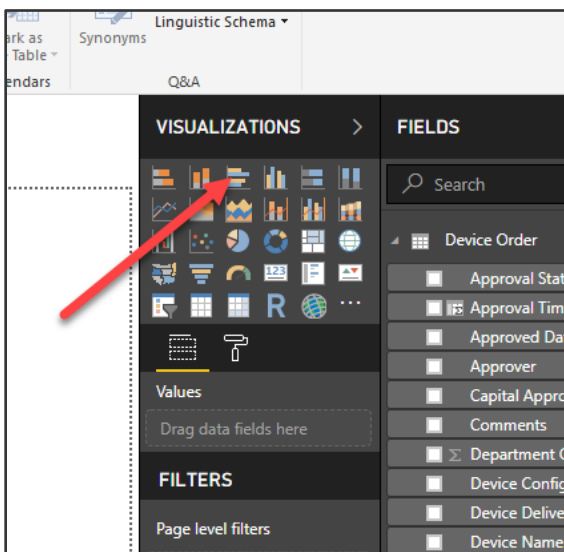 ark as
Table
Synonyms
Linguistic Schema
endars
Q&A
VISUALIZATIONS
FIELDS
Search
123
R
Device Order
Approval Stat
Approval Tim
Approved Da
Approver
Capital Appro
Comments
Σ Department C
Device Config
Device Delive
Device Name
Values
Drag data fields here
FILTERS
Page level filters